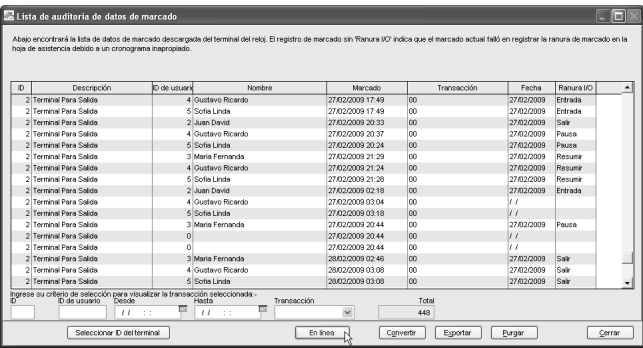 Lista de auditoria de datos de marcado
Abajo encontrará la lista de datos de marcado descargada del terminal del reloj. El registro de marcado sin 'Ranura I/O' indica que el marcado actual falló en registrar la ranura de marcado en la
hoja de asistencia debido a un cronograma inapropiado.
ID Descripción ID de usuario Nombre Marcado Transacción Fecha Ranura I/O
2 Terminal Para Salida 4 Gustavo Ricardo 27/02/2009 17:49 00 27/02/2009 Entrada
2 Terminal Para Salida 5 Sofia Linda 27/02/2009 17:49 00 27/02/2009 Entrada
2 Terminal Para Salida 2 Juan David 27/02/2009 20:33 00 27/02/2009 Salir
2 Terminal Para Salida 4 Gustavo Ricardo 27/02/2009 20:37 00 27/02/2009 Pausa
2 Terminal Para Salida 5 Sofia Linda 27/02/2009 20:24 00 27/02/2009 Pausa
2 Terminal Para Salida 3 Maria Fernanda 27/02/2009 21:29 00 27/02/2009 Resumir
2 Terminal Para Salida 4 Gustavo Ricardo 27/02/2009 21:24 00 27/02/2009 Resumir
2 Terminal Para Salida 5 Sofia Linda 27/02/2009 21:28 00 27/02/2009 Resumir
2 Terminal Para Salida 2 Juan David 27/02/2009 02:18 00 27/02/2009 Entrada
2 Terminal Para Salida 4 Gustavo Ricardo 27/02/2009 03:04 00 / /
2 Terminal Para Salida 5 Sofia Linda 27/02/2009 03:18 00 / /
2 Terminal Para Salida 3 Maria Fernanda 27/02/2009 20:44 00 27/02/2009 Pausa
2 Terminal Para Salida 0 27/02/2009 20:44 00 / /
2 Terminal Para Salida 0 27/02/2009 20:44 00 / /
2 Terminal Para Salida 3 Maria Fernanda 28/02/2009 02:46 00 27/02/2009 Salir
2 Terminal Para Salida 4 Gustavo Ricardo 28/02/2009 03:08 00 27/02/2009 Salir
2 Terminal Para Salida 5 Sofia Linda 28/02/2009 03:08 00 27/02/2009 Salir
Ingrese su criterio de selección para visualizar la transacción seleccionada:-
ID ID de usuario Desde Hasta Transacción Total
/ / : : / / : : 448
Seleccionar ID del terminal En línea Convertir Exportar Purgar Cerrar